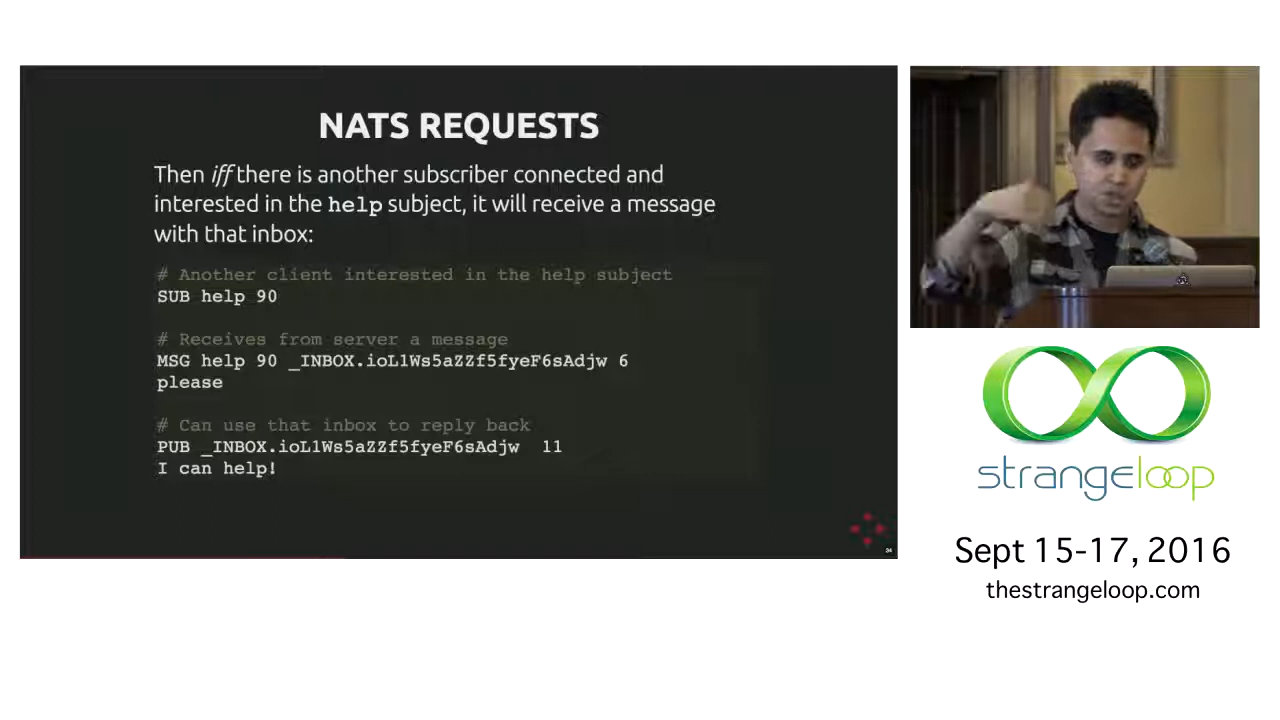 NATS REQUESTS
Then iff there is another subscriber connected and
interested in the help subject, it will receive a message
with that inbox:
# Another client interested in the help subject
SUB help 90
# Receives from server a message
MSG help 90 _INBOX.ioL1Ws5aZZf5fyeF6sAdjw 6
please
# Can use that inbox to reply back
PUB _INBOX.ioL1Ws5aZZf5fyeF6sAdjw 11
I can help!
34
strangeloop
Sept 15-17, 2016
thestrangeloop.com